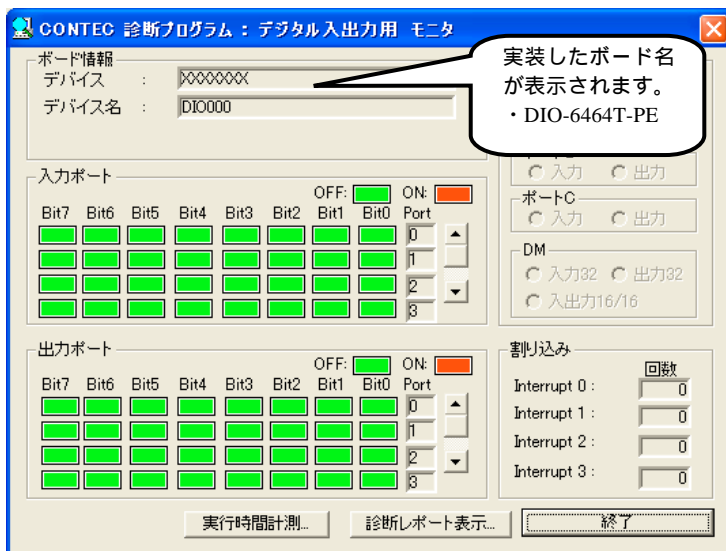 CONTEC 診断プログラム : デジタル入出力用 モニタ
ボード情報
デバイス : XXXXXXX
デバイス名 : DIO000
実装したボード名
が表示されます。
・DIO-6464T-PE
入力 出力
ポートC
入力 出力
DM
入力32 出力32
入出力16/16
入力ポート
OFF: ON:
Bit7 Bit6 Bit5 Bit4 Bit3 Bit2 Bit1 Bit0 Port
0
1
2
3
出力ポート
OFF: ON:
Bit7 Bit6 Bit5 Bit4 Bit3 Bit2 Bit1 Bit0 Port
0
1
2
3
割り込み
回数
Interrupt 0 : 0
Interrupt 1 : 0
Interrupt 2 : 0
Interrupt 3 : 0
実行時間計測... 診断レポート表示... 終了